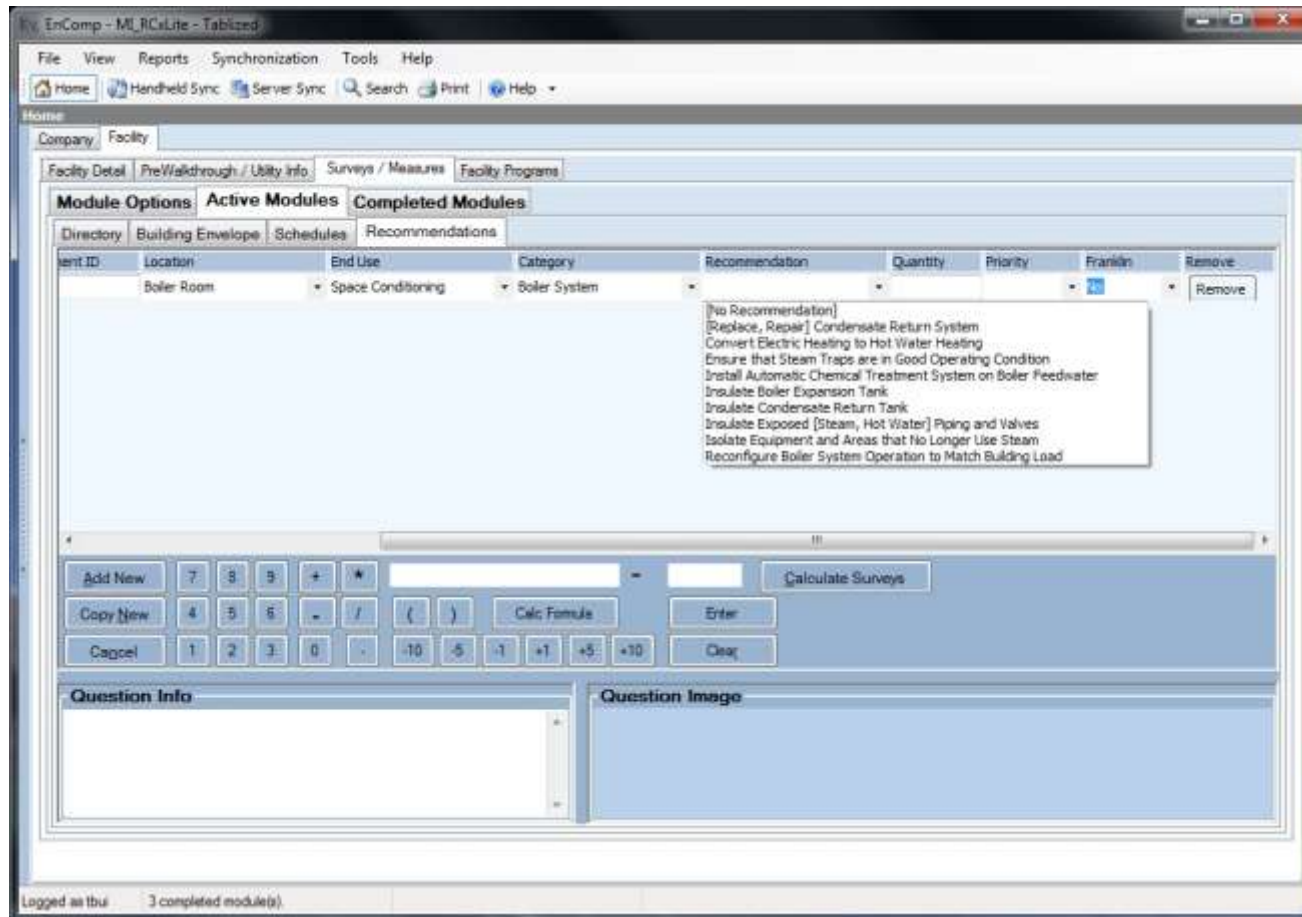 EnComp - MI_RCxLite - Tablized
File View Reports Synchronization Tools Help
Home Handheld Sync Server Sync Search Print Help
Home
Company Facility
Facility Detail PreWalkthrough / Utility Info Surveys / Measures Facility Programs
Module Options Active Modules Completed Modules
Directory Building Envelope Schedules Recommendations
ment ID Location End Use Category Recommendation Quantity Priority Franklin Remove
Boiler Room Space Conditioning Boiler System No Remove
[No Recommendation]
[Replace, Repair] Condensate Return System
Convert Electric Heating to Hot Water Heating
Ensure that Steam Traps are in Good Operating Condition
Install Automatic Chemical Treatment System on Boiler Feedwater
Insulate Boiler Expansion Tank
Insulate Condensate Return Tank
Insulate Exposed [Steam, Hot Water] Piping and Valves
Isolate Equipment and Areas that No Longer Use Steam
Reconfigure Boiler System Operation to Match Building Load
Add New 7 8 9 + * = Calculate Surveys
Copy New 4 5 6 - / ( ) Calc Formula Enter
Cancel 1 2 3 0 . -10 -5 -1 +1 +5 +10 Clear
Question Info Question Image
Logged as tbui 3 completed module(s).